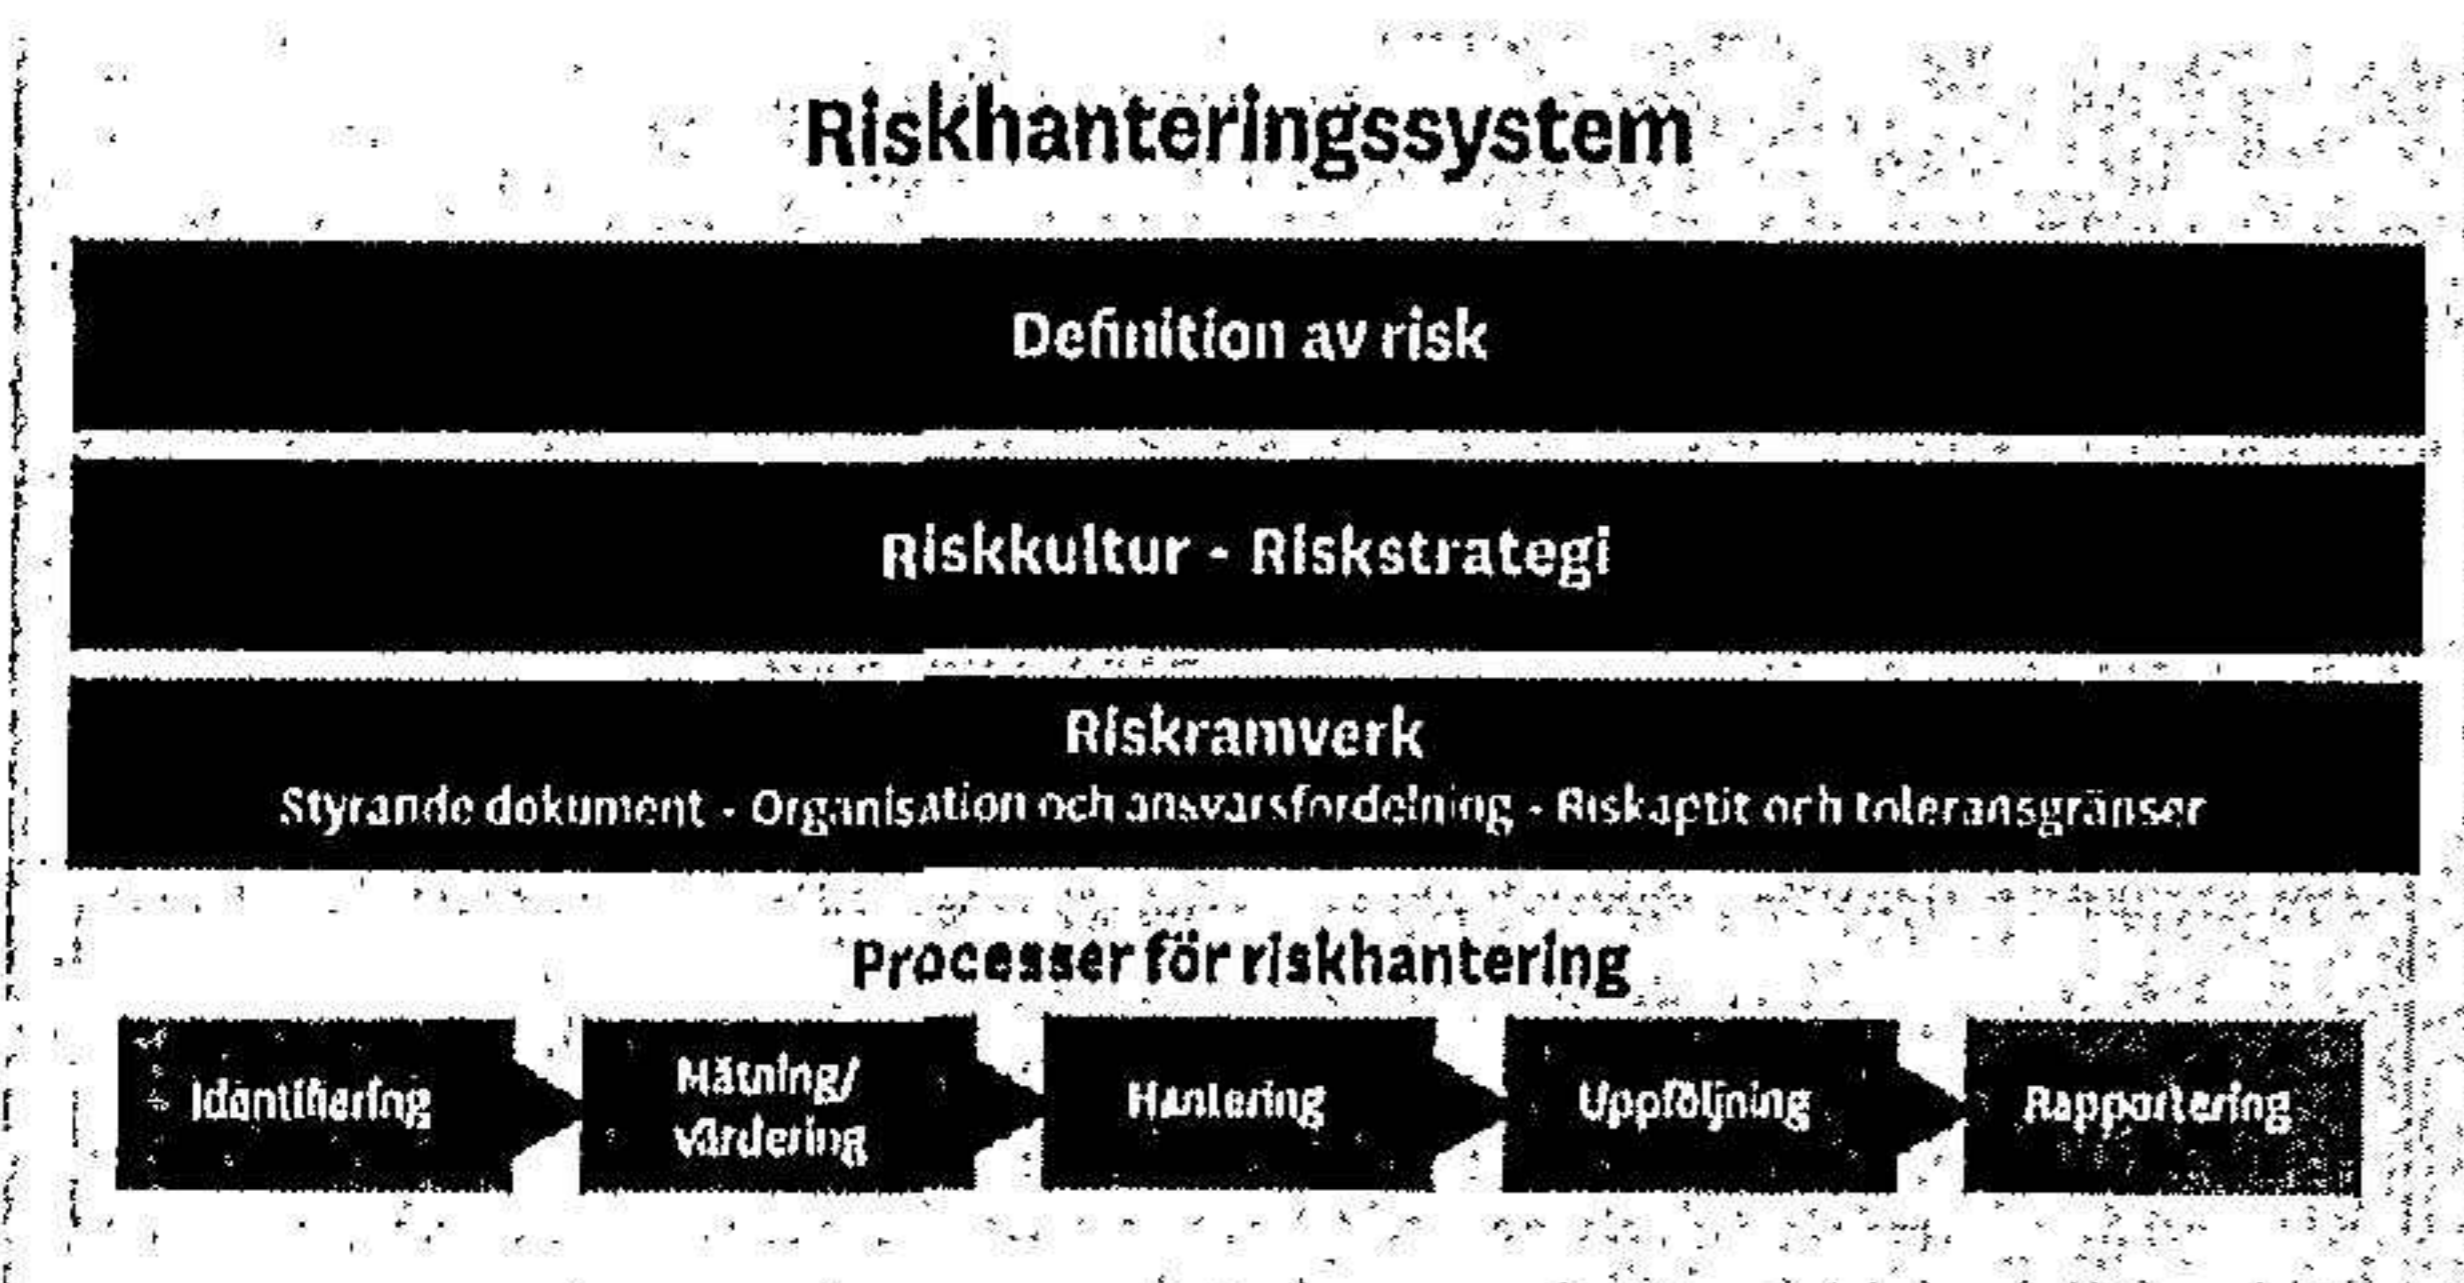 Riskhanteringssystem
Definition av risk
Riskkultur - Riskstrategi
Riskramverk
Styrande dokument - Organisation och ansvarsfördelning - Riskaptit och toleransgränser
Processer för riskhantering
Identifiering
Mätning/
värdering
Hantering
Uppföljning
Rapportering